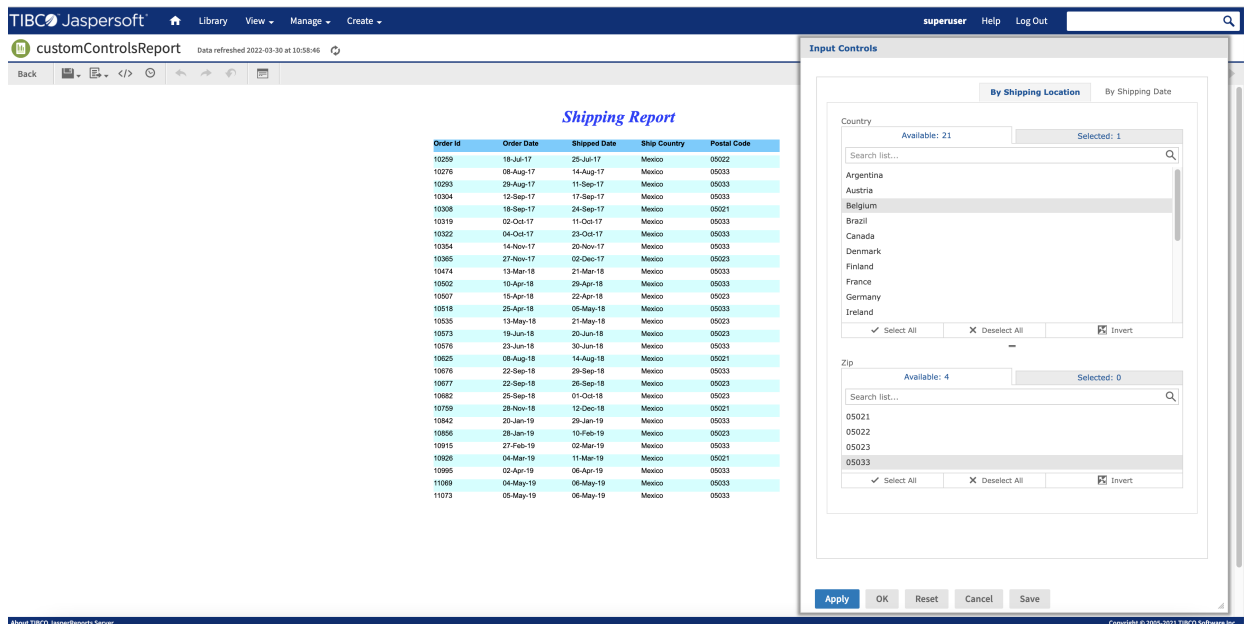 TIBCO Jaspersoft® Library View Manage Create superuser Help Log Out
customControlsReport Data refreshed 2022-03-30 at 10:58:46
Back
Shipping Report
Order Id Order Date Shipped Date Ship Country Postal Code
10259 18-Jul-17 25-Jul-17 Mexico 05022
10276 08-Aug-17 14-Aug-17 Mexico 05033
10293 29-Aug-17 11-Sep-17 Mexico 05033
10304 12-Sep-17 17-Sep-17 Mexico 05033
10308 18-Sep-17 24-Sep-17 Mexico 05021
10319 02-Oct-17 11-Oct-17 Mexico 05033
10322 04-Oct-17 23-Oct-17 Mexico 05033
10354 14-Nov-17 20-Nov-17 Mexico 05033
10365 27-Nov-17 02-Dec-17 Mexico 05023
10474 13-Mar-18 21-Mar-18 Mexico 05033
10502 10-Apr-18 29-Apr-18 Mexico 05033
10507 15-Apr-18 22-Apr-18 Mexico 05023
10518 25-Apr-18 05-May-18 Mexico 05033
10535 13-May-18 21-May-18 Mexico 05023
10573 19-Jun-18 20-Jun-18 Mexico 05023
10576 23-Jun-18 30-Jun-18 Mexico 05033
10625 08-Aug-18 14-Aug-18 Mexico 05021
10676 22-Sep-18 29-Sep-18 Mexico 05033
10677 22-Sep-18 26-Sep-18 Mexico 05023
10682 25-Sep-18 01-Oct-18 Mexico 05023
10759 28-Nov-18 12-Dec-18 Mexico 05021
10842 20-Jan-19 29-Jan-19 Mexico 05033
10856 28-Jan-19 10-Feb-19 Mexico 05023
10915 27-Feb-19 02-Mar-19 Mexico 05033
10926 04-Mar-19 11-Mar-19 Mexico 05021
10995 02-Apr-19 06-Apr-19 Mexico 05033
11069 04-May-19 06-May-19 Mexico 05033
11073 05-May-19 06-May-19 Mexico 05033
Input Controls
By Shipping Location By Shipping Date
Country
Available: 21 Selected: 1
Search list...
Argentina
Austria
Belgium
Brazil
Canada
Denmark
Finland
France
Germany
Ireland
Select All Deselect All Invert
Zip
Available: 4 Selected: 0
Search list...
05021
05022
05023
05033
Select All Deselect All Invert
Apply OK Reset Cancel Save
About TIBCO JasperReports Server Copyright © 2005-2021 TIBCO Software Inc.